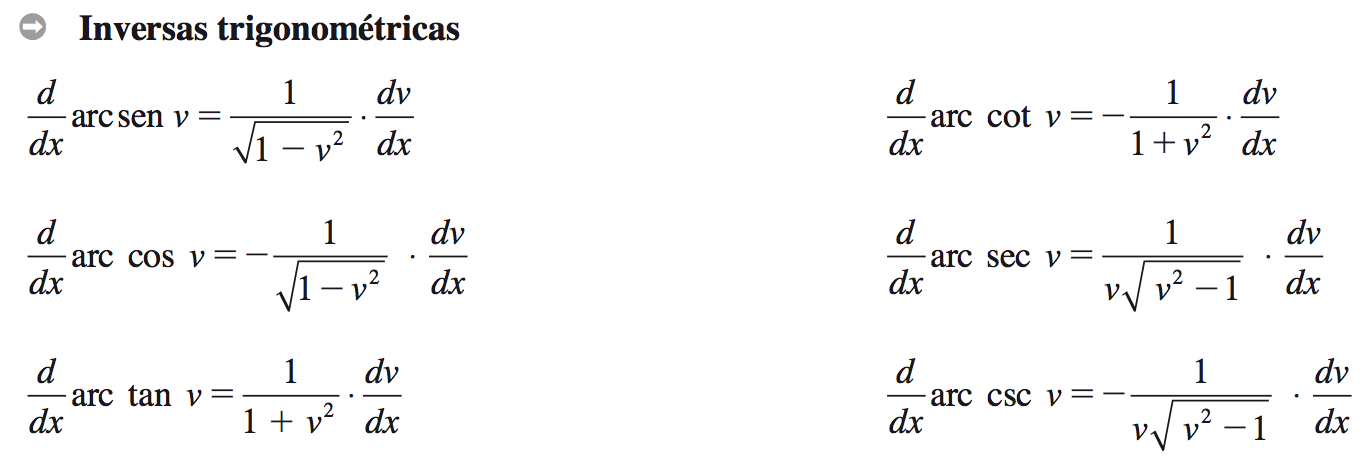 Inversas trigonométricas
d/dx arc sen v = 1/√(1 − v²) · dv/dx
d/dx arc cot v = − 1/(1 + v²) · dv/dx
d/dx arc cos v = − 1/√(1 − v²) · dv/dx
d/dx arc sec v = 1/(v√(v² − 1)) · dv/dx
d/dx arc tan v = 1/(1 + v²) · dv/dx
d/dx arc csc v = − 1/(v√(v² − 1)) · dv/dx